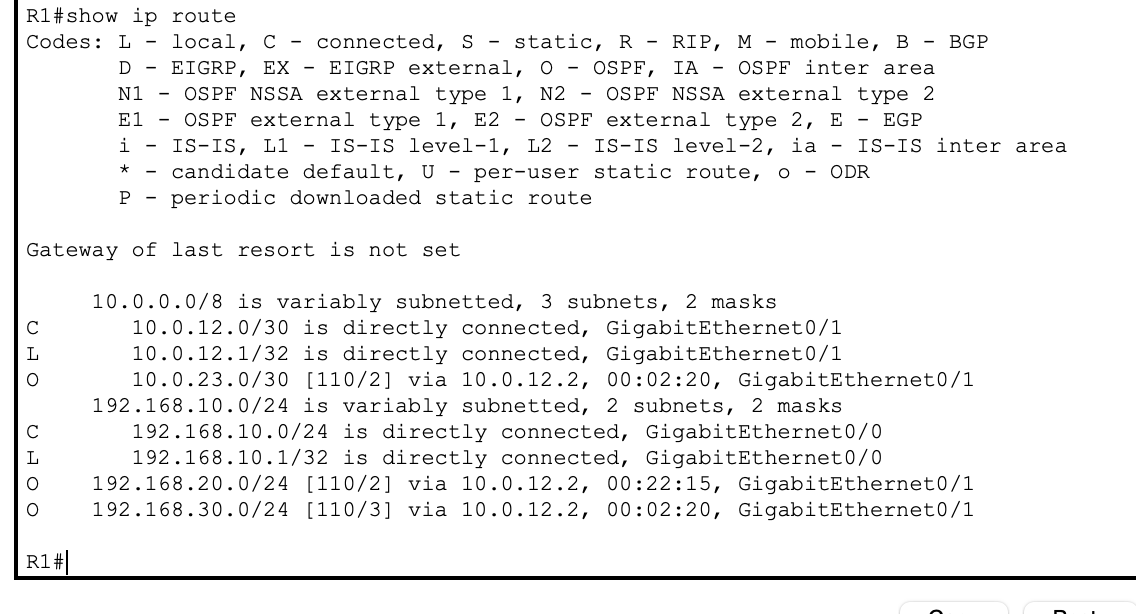 R1#show ip route
Codes: L - local, C - connected, S - static, R - RIP, M - mobile, B - BGP
       D - EIGRP, EX - EIGRP external, O - OSPF, IA - OSPF inter area
       N1 - OSPF NSSA external type 1, N2 - OSPF NSSA external type 2
       E1 - OSPF external type 1, E2 - OSPF external type 2, E - EGP
       i - IS-IS, L1 - IS-IS level-1, L2 - IS-IS level-2, ia - IS-IS inter area
       * - candidate default, U - per-user static route, o - ODR
       P - periodic downloaded static route

Gateway of last resort is not set

     10.0.0.0/8 is variably subnetted, 3 subnets, 2 masks
C       10.0.12.0/30 is directly connected, GigabitEthernet0/1
L       10.0.12.1/32 is directly connected, GigabitEthernet0/1
O       10.0.23.0/30 [110/2] via 10.0.12.2, 00:02:20, GigabitEthernet0/1
     192.168.10.0/24 is variably subnetted, 2 subnets, 2 masks
C       192.168.10.0/24 is directly connected, GigabitEthernet0/0
L       192.168.10.1/32 is directly connected, GigabitEthernet0/0
O    192.168.20.0/24 [110/2] via 10.0.12.2, 00:22:15, GigabitEthernet0/1
O    192.168.30.0/24 [110/3] via 10.0.12.2, 00:02:20, GigabitEthernet0/1

R1#